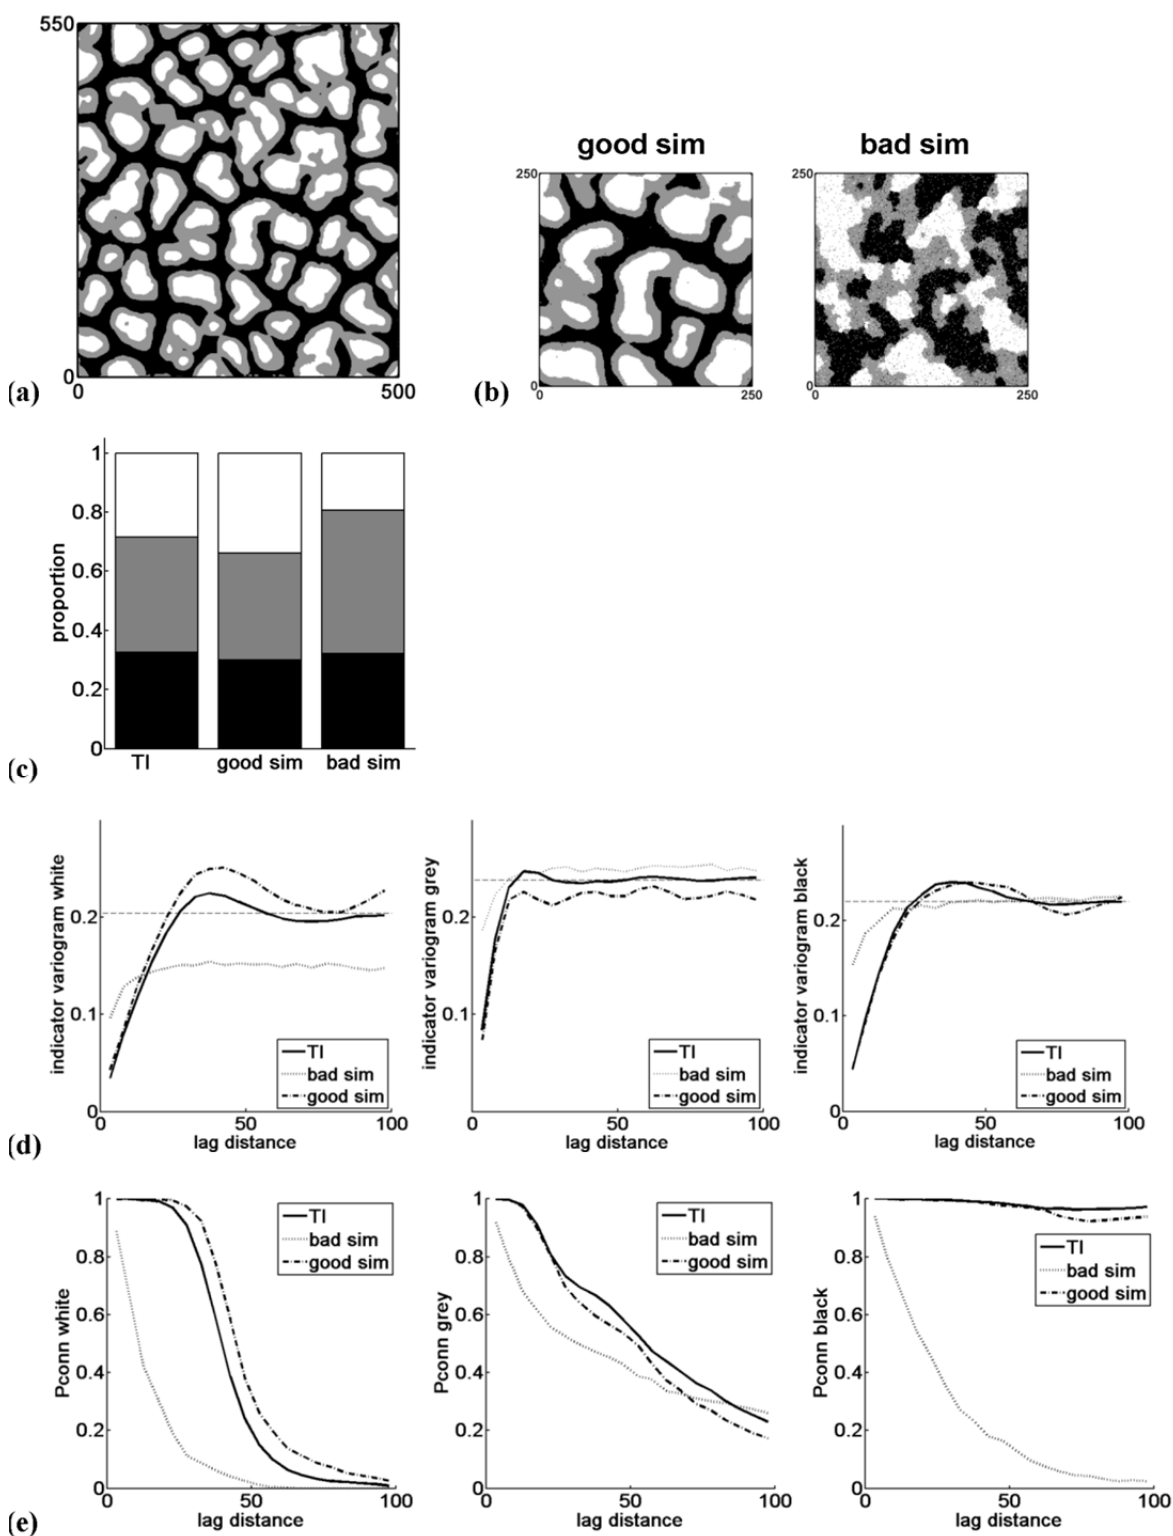 550
0
0
500
(a)
good sim
bad sim
250
0
0
250
250
0
0
250
(b)
1
0.8
0.6
0.4
0.2
0
proportion
TI
good sim
bad sim
(c)
indicator variogram white
0.2
0.1
0
0
50
100
lag distance
TI
bad sim
good sim
indicator variogram grey
0.2
0.1
0
0
50
100
lag distance
TI
bad sim
good sim
indicator variogram black
0.2
0.1
0
0
50
100
lag distance
TI
bad sim
good sim
(d)
Pconn white
1
0.8
0.6
0.4
0.2
0
0
50
100
lag distance
TI
bad sim
good sim
Pconn grey
1
0.8
0.6
0.4
0.2
0
0
50
100
lag distance
TI
bad sim
good sim
Pconn black
1
0.8
0.6
0.4
0.2
0
0
50
100
lag distance
TI
bad sim
good sim
(e)